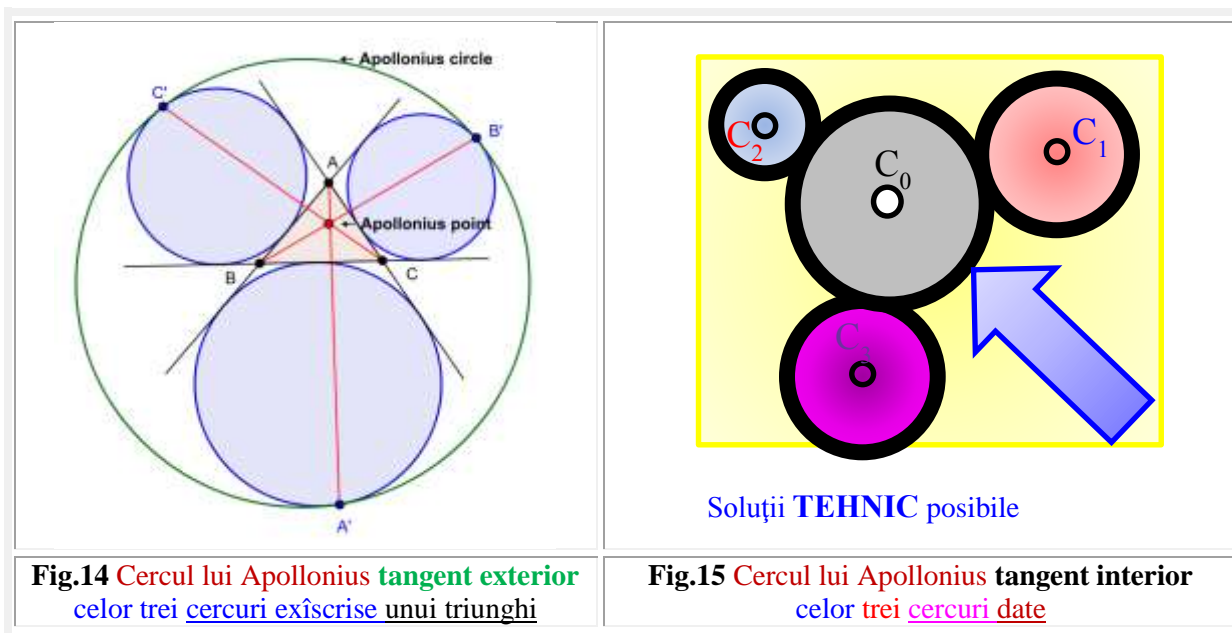 ← Apollonius circle
C'
B'
A
← Apollonius point
B
C
A'
C₂
C₀
C₁
C
Soluţii TEHNIC posibile
Fig.14 Cercul lui Apollonius tangent exterior
celor trei cercuri exîscrise unui triunghi
Fig.15 Cercul lui Apollonius tangent interior
celor trei cercuri date